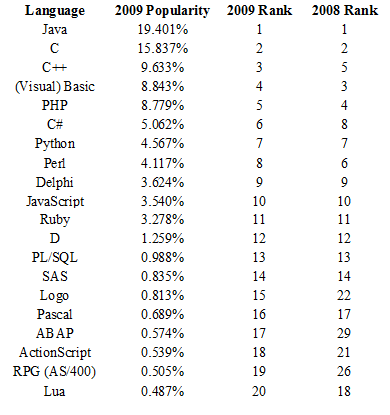 Language 2009 Popularity 2009 Rank 2008 Rank
Java 19.401% 1 1
C 15.837% 2 2
C++ 9.633% 3 5
(Visual) Basic 8.843% 4 3
PHP 8.779% 5 4
C# 5.062% 6 8
Python 4.567% 7 7
Perl 4.117% 8 6
Delphi 3.624% 9 9
JavaScript 3.540% 10 10
Ruby 3.278% 11 11
D 1.259% 12 12
PL/SQL 0.988% 13 13
SAS 0.835% 14 14
Logo 0.813% 15 22
Pascal 0.689% 16 17
ABAP 0.574% 17 29
ActionScript 0.539% 18 21
RPG (AS/400) 0.505% 19 26
Lua 0.487% 20 18